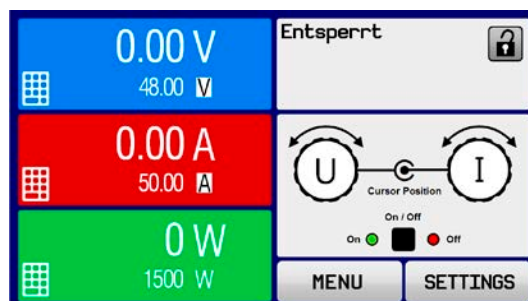 0.00 V
48.00 V
0.00 A
50.00 A
0 W
1500 W
Entsperrt
U
I
Cursor Position
On / Off
On
Off
MENU
SETTINGS